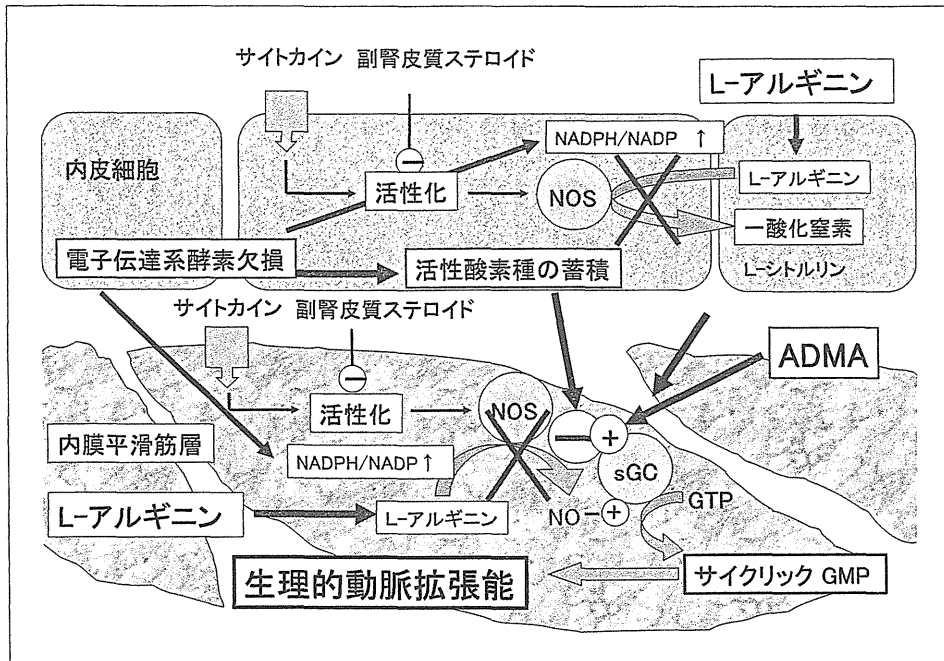 サイトカイン 副腎皮質ステロイド
L-アルギニン
NADPH/NADP ↑
内皮細胞
−
活性化
NOS
L-アルギニン
一酸化窒素
電子伝達系酵素欠損
活性酸素種の蓄積
L-シトルリン
サイトカイン 副腎皮質ステロイド
ADMA
−
活性化
NOS
− +
内膜平滑筋層
NADPH/NADP ↑
sGC
GTP
L-アルギニン
L-アルギニン
NO − +
生理的動脈拡張能
サイクリック GMP